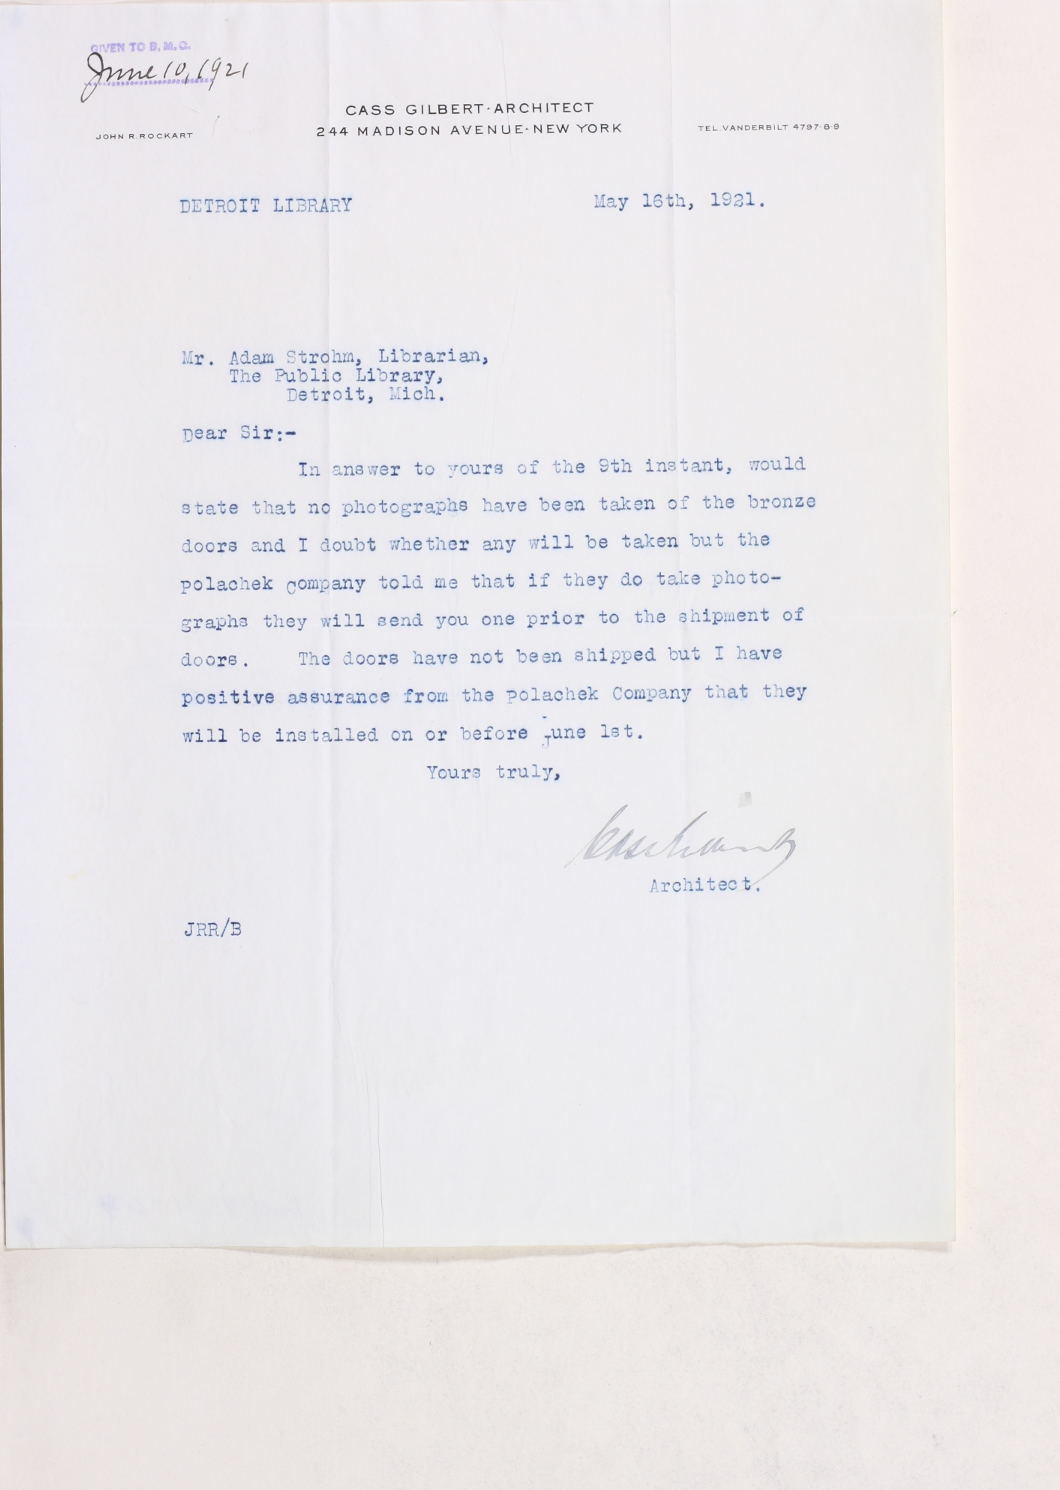 GIVEN TO B. M. C.
June 10, 1921
CASS GILBERT·ARCHITECT
244 MADISON AVENUE·NEW YORK
JOHN R. ROCKART
TEL. VANDERBILT 4797·8·9
DETROIT LIBRARY May 16th, 1921.
Mr. Adam Strohm, Librarian,
The Public Library,
Detroit, Mich.
Dear Sir:-
In answer to yours of the 9th instant, would
state that no photographs have been taken of the bronze
doors and I doubt whether any will be taken but the
polachek company told me that if they do take photo-
graphs they will send you one prior to the shipment of
doors. The doors have not been shipped but I have
positive assurance from the polachek Company that they
will be installed on or before June 1st.
Yours truly,
Cass Gilbert
Architect.
JRR/B